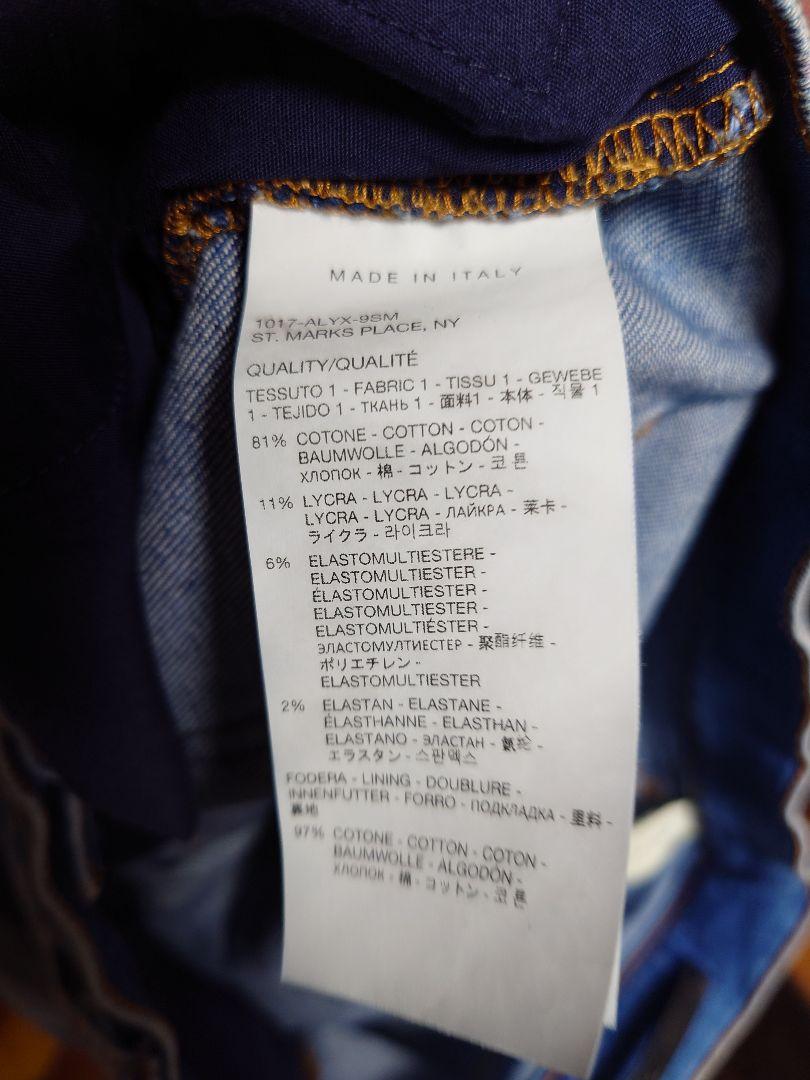 MADE IN ITALY
1017-ALYX-9SM
ST. MARKS PLACE, NY
QUALITY/QUALITÉ
TESSUTO 1 - FABRIC 1 - TISSU 1 - GEWEBE
1 - TEJIDO 1 - ТКАНЬ 1 - 面料1 - 本体 - 직물 1
81% COTONE - COTTON - COTON -
BAUMWOLLE - ALGODÓN -
ХЛОПОК - 棉 - コットン - 코튼
11% LYCRA - LYCRA - LYCRA -
LYCRA - LYCRA - ЛАЙКРА - 莱卡 -
ライクラ - 라이크라
6% ELASTOMULTIESTERE -
ELASTOMULTIESTER -
ÉLASTOMULTIESTER -
ELASTOMULTIESTER -
ELASTOMULTIÉSTER -
ЭЛАСТОМУЛТИЕСТЕР - 聚酯纤维 -
ポリエチレン -
ELASTOMULTIESTER
2% ELASTAN - ELASTANE -
ÉLASTHANNE - ELASTHAN -
ELASTANO - ЭЛАСТАН - 氨纶 -
エラスタン - 스판덱스
FODERA - LINING - DOUBLURE -
INNENFUTTER - FORRO - ПОДКЛАДКА - 里料 -
裏地
97% COTONE - COTTON - COTON -
BAUMWOLLE - ALGODÓN -
ХЛОПОК - 棉 - コットン - 코튼